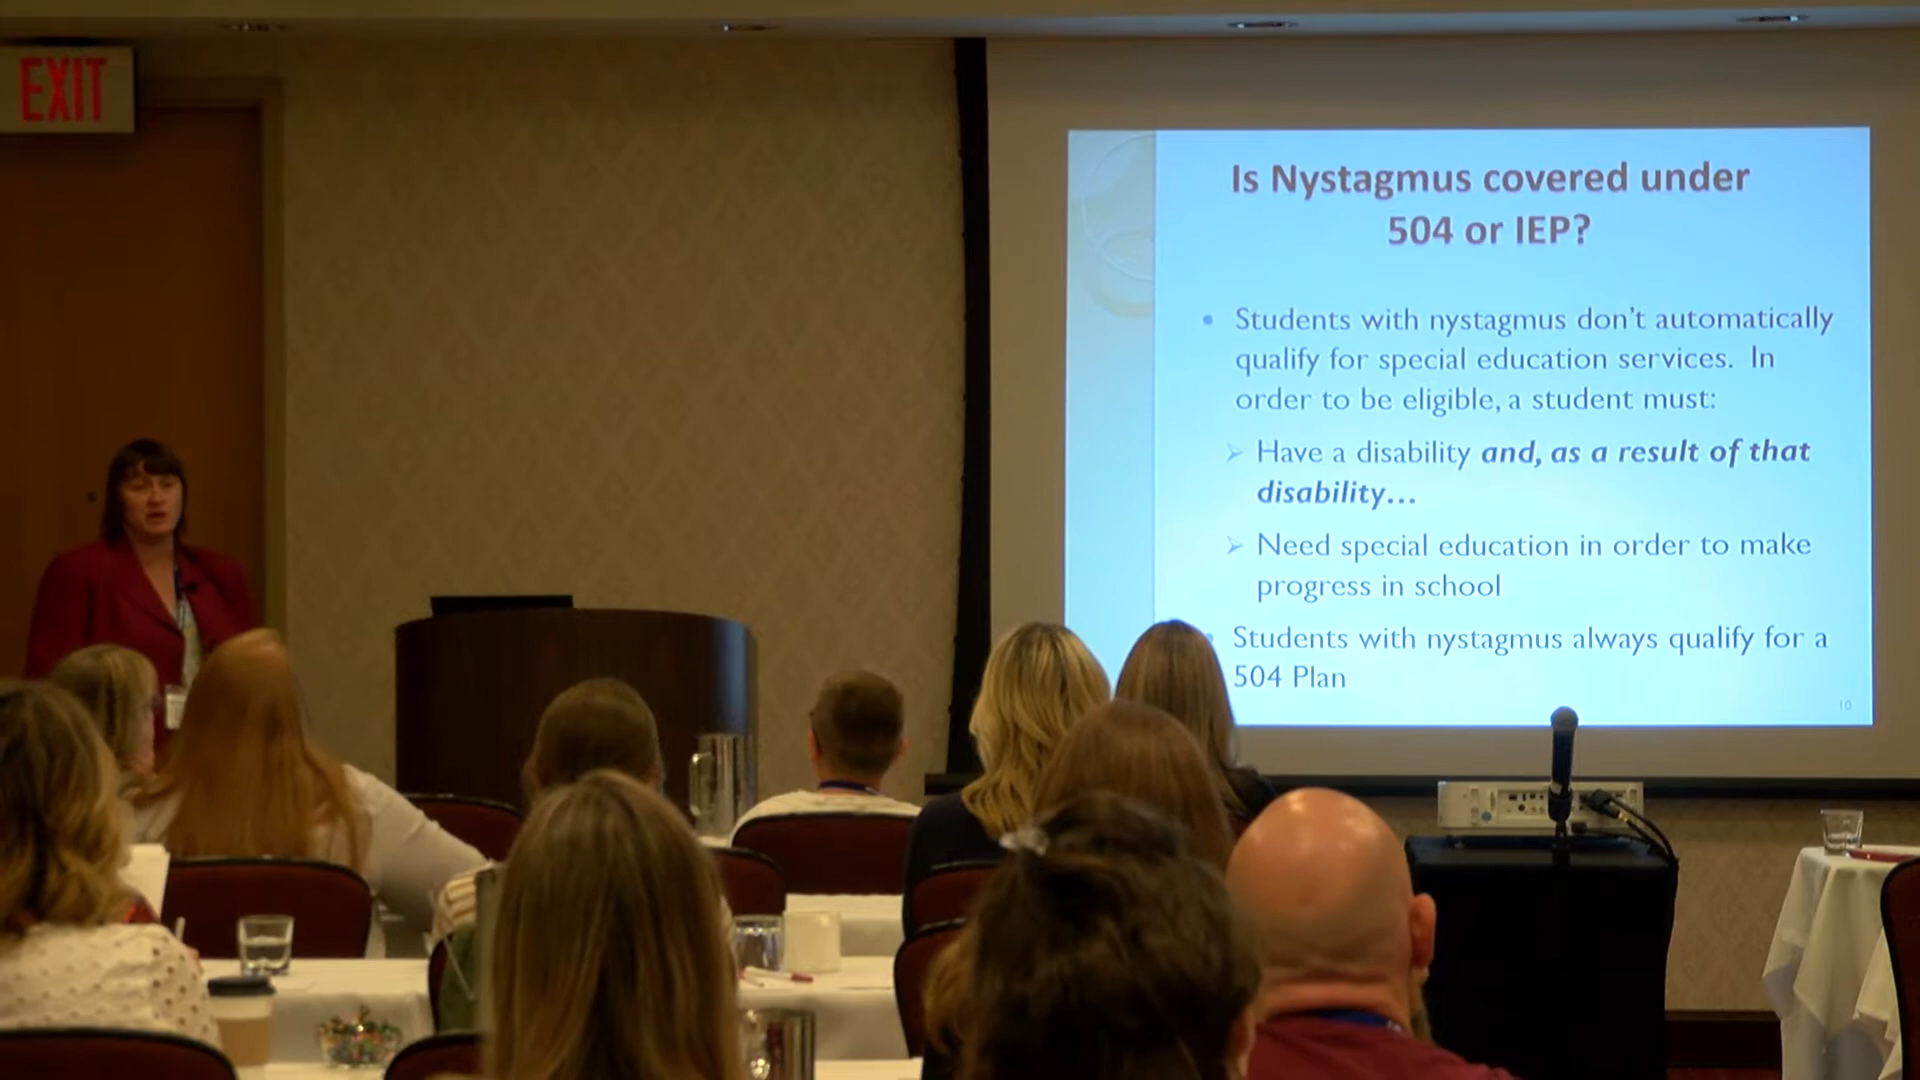 EXIT
Is Nystagmus covered under
504 or IEP?
• Students with nystagmus don't automatically
qualify for special education services. In
order to be eligible, a student must:
➢ Have a disability and, as a result of that
disability...
➢ Need special education in order to make
progress in school
Students with nystagmus always qualify for a
504 Plan
10